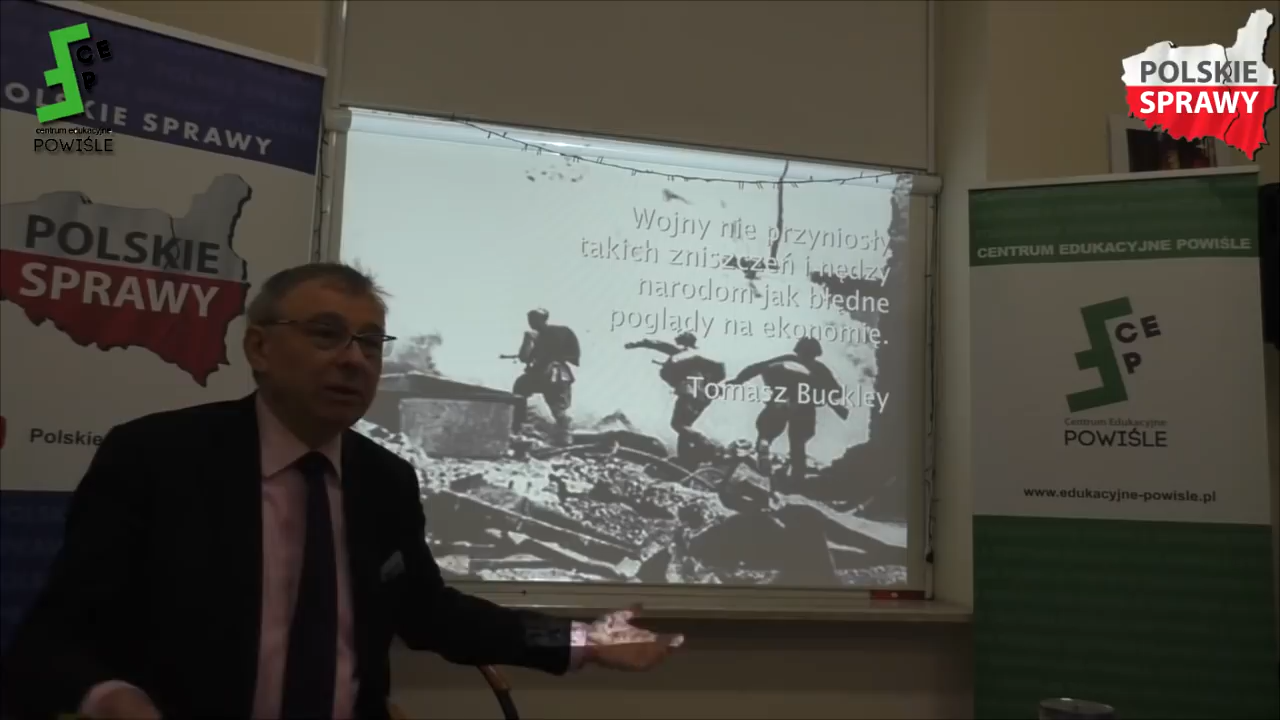 CE
P
centrum edukacyjne
POWIŚLE
OLSKIE SPRAWY
POLSKIE
SPRAWY
Polskie
Wojny nie przyniosły
takich zniszczeń i nędzy
narodom jak błędne
poglądy na ekonomię.
Tomasz Buckley
POLSKIE
SPRAWY
CENTRUM EDUKACYJNE POWIŚLE
CE
P
Centrum Edukacyjne
POWIŚLE
www.edukacyjne-powisle.pl